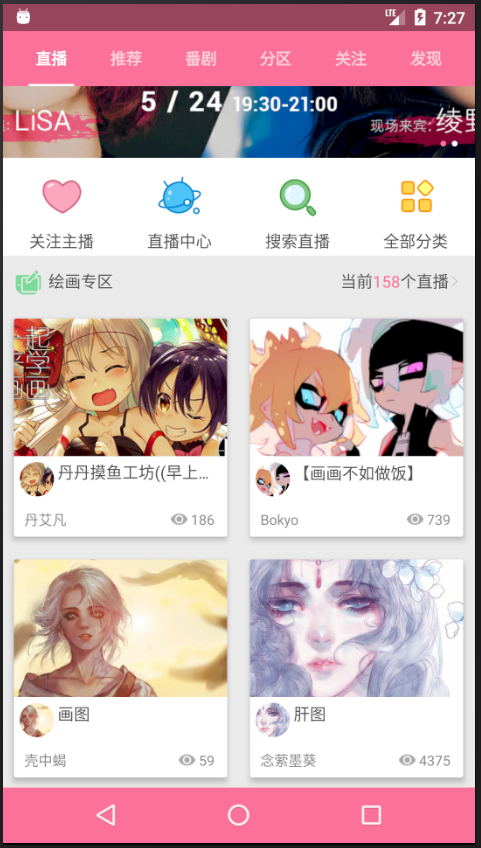 LTE 7:27
直播 推荐 番剧 分区 关注 发现
LiSA 5 / 24 19:30-21:00
现场来宾: 绫野
关注主播 直播中心 搜索直播 全部分类
绘画专区 当前158个直播
起
学
画
丹丹摸鱼工坊((早上...
丹艾凡 186
【画画不如做饭】
Bokyo 739
画图
壳中蝎 59
肝图
念萦墨葵 4375